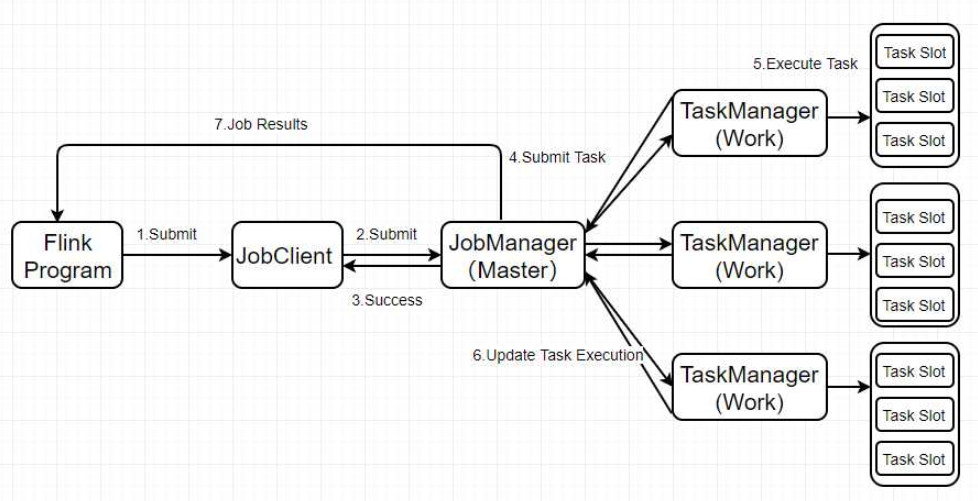 7.Job Results
Flink
Program
1.Submit
JobClient
2.Submit
3.Success
JobManager
（Master）
4.Submit Task
6.Update Task Execution
5.Execute Task
TaskManager
(Work)
Task Slot
Task Slot
Task Slot
TaskManager
(Work)
Task Slot
Task Slot
Task Slot
TaskManager
(Work)
Task Slot
Task Slot
Task Slot